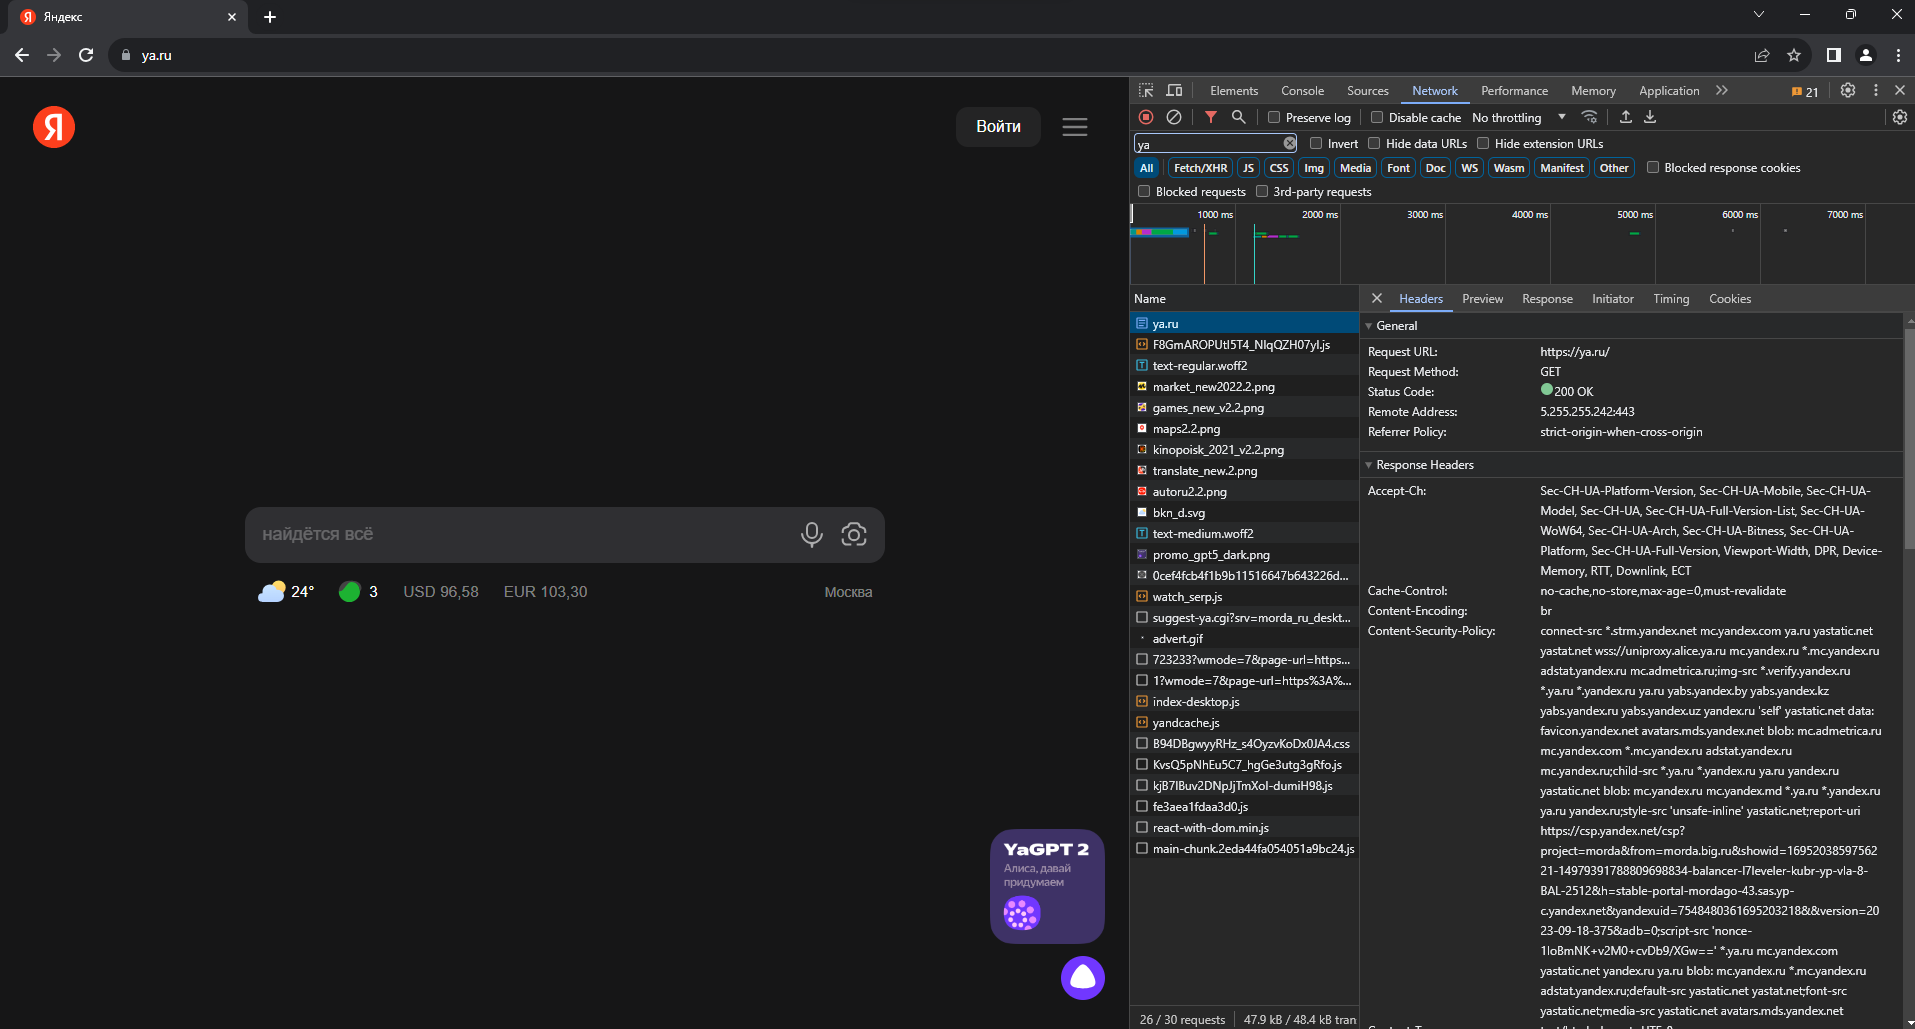 Яндекс
ya.ru
Я
Войти
найдётся всё
24°
3
USD 96,58
EUR 103,30
Москва
YaGPT 2
Алиса, давай
придумаем
Elements Console Sources Network Performance Memory Application 21
Preserve log Disable cache No throttling
ya Invert Hide data URLs Hide extension URLs
All Fetch/XHR JS CSS Img Media Font Doc WS Wasm Manifest Other Blocked response cookies
Blocked requests 3rd-party requests
1000 ms 2000 ms 3000 ms 4000 ms 5000 ms 6000 ms 7000 ms
Name
ya.ru
F8GmAROPUtI5T4_NIqQZH07yI.js
text-regular.woff2
market_new2022.2.png
games_new_v2.2.png
maps2.2.png
kinopoisk_2021_v2.2.png
translate_new.2.png
autoru2.2.png
bkn_d.svg
text-medium.woff2
promo_gpt5_dark.png
0cef4fcb4f1b9b11516647b643226d...
watch_serp.js
suggest-ya.cgi?srv=morda_ru_deskt...
advert.gif
723233?wmode=7&page-url=https...
1?wmode=7&page-url=https%3A%...
index-desktop.js
yandcache.js
B94DBgwyyRHz_s4OyzvKoDx0JA4.css
KvsQ5pNhEu5C7_hgGe3utg3gRfo.js
kjB7IBuv2DNpJjTmXoI-dumiH98.js
fe3aea1fdaa3d0.js
react-with-dom.min.js
main-chunk.2eda44fa054051a9bc24.js
26 / 30 requests 47.9 kB / 48.4 kB tran
Headers Preview Response Initiator Timing Cookies
General
Request URL: https://ya.ru/
Request Method: GET
Status Code: 200 OK
Remote Address: 5.255.255.242:443
Referrer Policy: strict-origin-when-cross-origin
Response Headers
Accept-Ch: Sec-CH-UA-Platform-Version, Sec-CH-UA-Mobile, Sec-CH-UA-
Model, Sec-CH-UA, Sec-CH-UA-Full-Version-List, Sec-CH-UA-
WoW64, Sec-CH-UA-Arch, Sec-CH-UA-Bitness, Sec-CH-UA-
Platform, Sec-CH-UA-Full-Version, Viewport-Width, DPR, Device-
Memory, RTT, Downlink, ECT
Cache-Control: no-cache,no-store,max-age=0,must-revalidate
Content-Encoding: br
Content-Security-Policy: connect-src *.strm.yandex.net mc.yandex.com ya.ru yastatic.net
yastat.net wss://uniproxy.alice.ya.ru mc.yandex.ru *.mc.yandex.ru
adstat.yandex.ru mc.admetrica.ru;img-src *.verify.yandex.ru
*.ya.ru *.yandex.ru ya.ru yabs.yandex.by yabs.yandex.kz
yabs.yandex.ru yabs.yandex.uz yandex.ru 'self' yastatic.net data:
favicon.yandex.net avatars.mds.yandex.net blob: mc.admetrica.ru
mc.yandex.com *.mc.yandex.ru adstat.yandex.ru
mc.yandex.ru;child-src *.ya.ru *.yandex.ru ya.ru yandex.ru
yastatic.net blob: mc.yandex.ru mc.yandex.md *.ya.ru *.yandex.ru
ya.ru yandex.ru;style-src 'unsafe-inline' yastatic.net;report-uri
https://csp.yandex.net/csp?
project=morda&from=morda.big.ru&showid=16952038597562
21-14979391788809698834-balancer-l7leveler-kubr-yp-vla-8-
BAL-2512&h=stable-portal-mordago-43.sas.yp-
c.yandex.net&yandexuid=7548480361695203218&&version=20
23-09-18-375&adb=0;script-src 'nonce-
1loBmNK+v2M0+cvDb9/XGw==' *.ya.ru mc.yandex.com
yastatic.net yandex.ru ya.ru blob: mc.yandex.ru *.mc.yandex.ru
adstat.yandex.ru;default-src yastatic.net yastat.net;font-src
yastatic.net;media-src yastatic.net avatars.mds.yandex.net